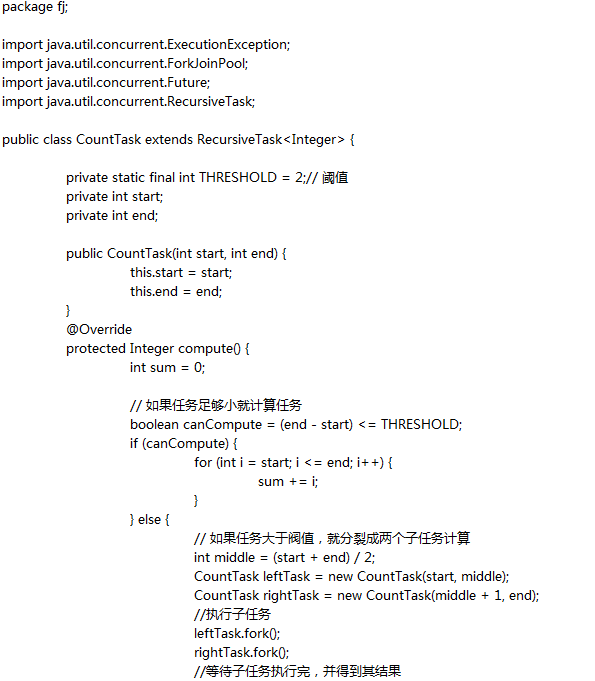 package fj;

import java.util.concurrent.ExecutionException;
import java.util.concurrent.ForkJoinPool;
import java.util.concurrent.Future;
import java.util.concurrent.RecursiveTask;

public class CountTask extends RecursiveTask<Integer> {

private static final int THRESHOLD = 2;// 阈值
private int start;
private int end;

public CountTask(int start, int end) {
this.start = start;
this.end = end;
}
@Override
protected Integer compute() {
int sum = 0;

// 如果任务足够小就计算任务
boolean canCompute = (end - start) <= THRESHOLD;
if (canCompute) {
for (int i = start; i <= end; i++) {
sum += i;
}
} else {
// 如果任务大于阀值，就分裂成两个子任务计算
int middle = (start + end) / 2;
CountTask leftTask = new CountTask(start, middle);
CountTask rightTask = new CountTask(middle + 1, end);
//执行子任务
leftTask.fork();
rightTask.fork();
//等待子任务执行完，并得到其结果